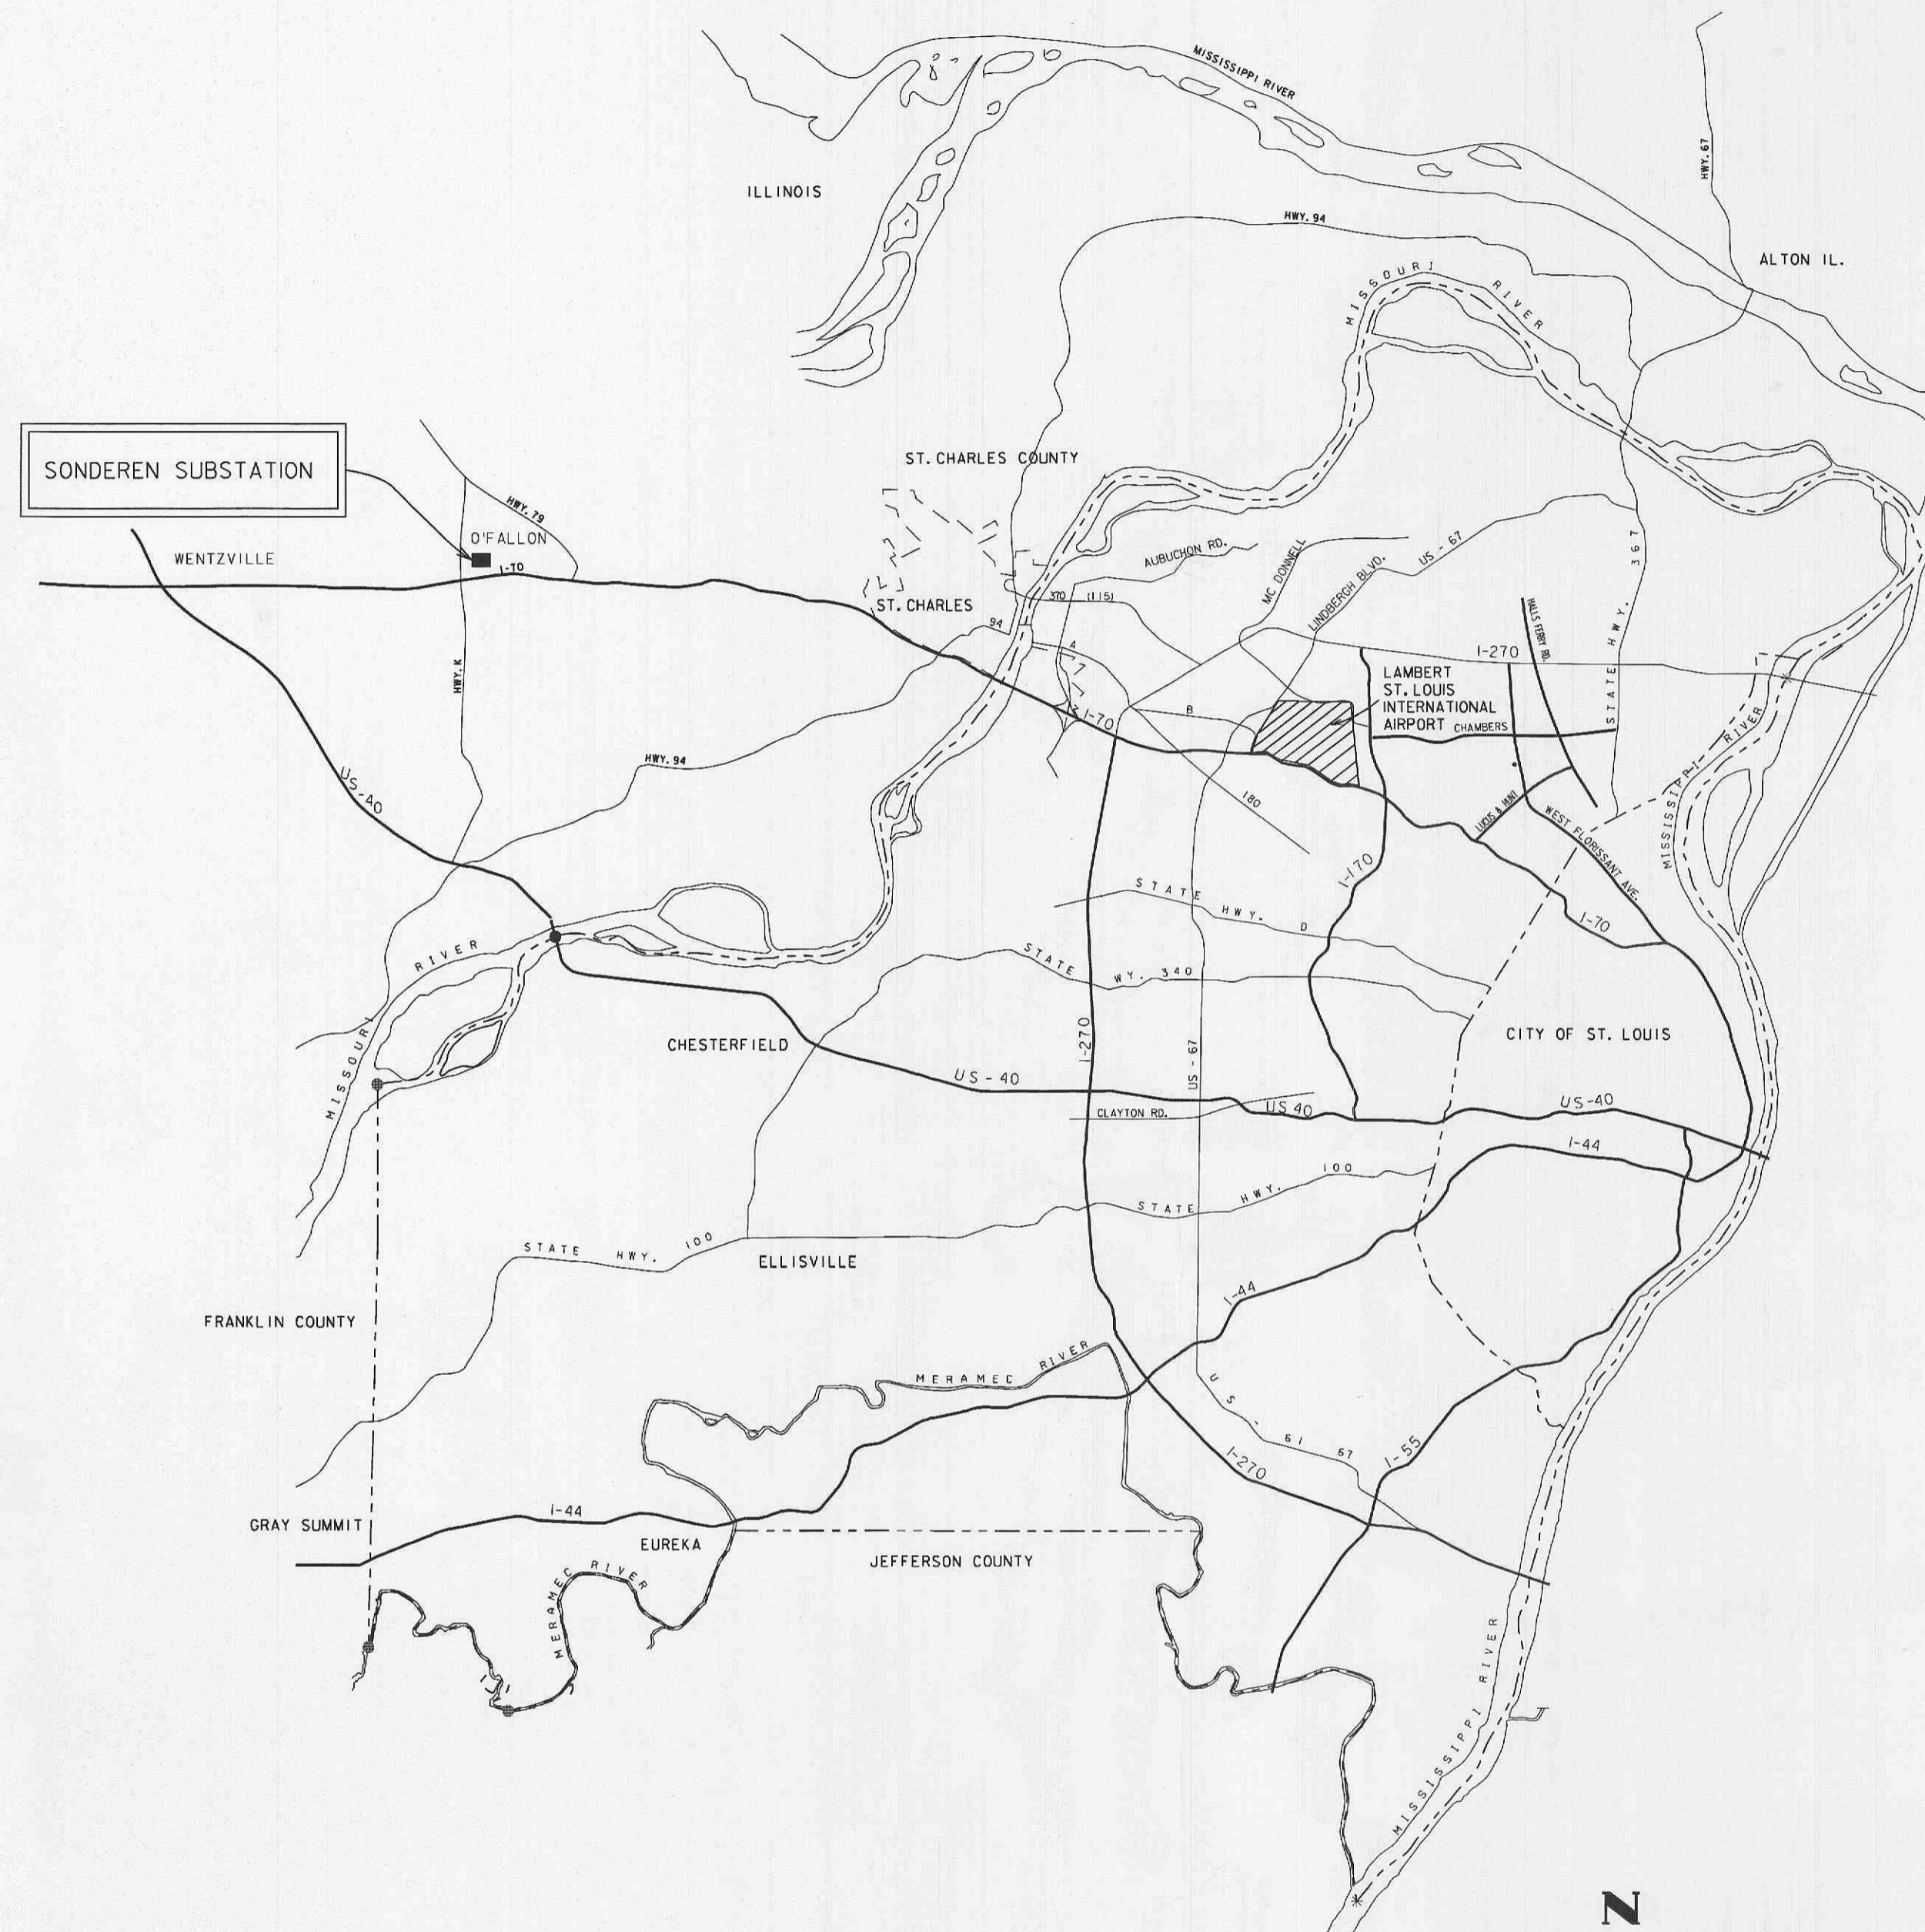 MISSISSIPPI RIVER
HWY. 67
ILLINOIS
HWY. 94
ALTON IL.
MISSOURI RIVER
SONDEREN SUBSTATION
ST. CHARLES COUNTY
HWY. 79
O'FALLON
WENTZVILLE
I-70
AUBUCHON RD.
MC DONNELL
LINDBERGH BLVD.
US - 67
STATE HWY. 367
370 (115)
ST. CHARLES
94
HALLS FERRY RD.
A
I-270
HWY. K
LAMBERT
ST. LOUIS
INTERNATIONAL
AIRPORT
CHAMBERS
I-70
B
MISSISSIPPI RIVER
HWY. 94
US-40
180
LUCUS & HUNT
WEST FLORISSANT AVE.
I-170
STATE HWY. D
I-70
MISSOURI RIVER
STATE WY. 340
CHESTERFIELD
I-270
US - 67
CITY OF ST. LOUIS
US - 40
US 40
US-40
CLAYTON RD.
I-44
STATE HWY. 100
STATE HWY. 100
ELLISVILLE
I-44
FRANKLIN COUNTY
MERAMEC RIVER
US - 61 67
I-55
I-270
I-44
GRAY SUMMIT
EUREKA
JEFFERSON COUNTY
MERAMEC RIVER
MISSISSIPPI RIVER
N